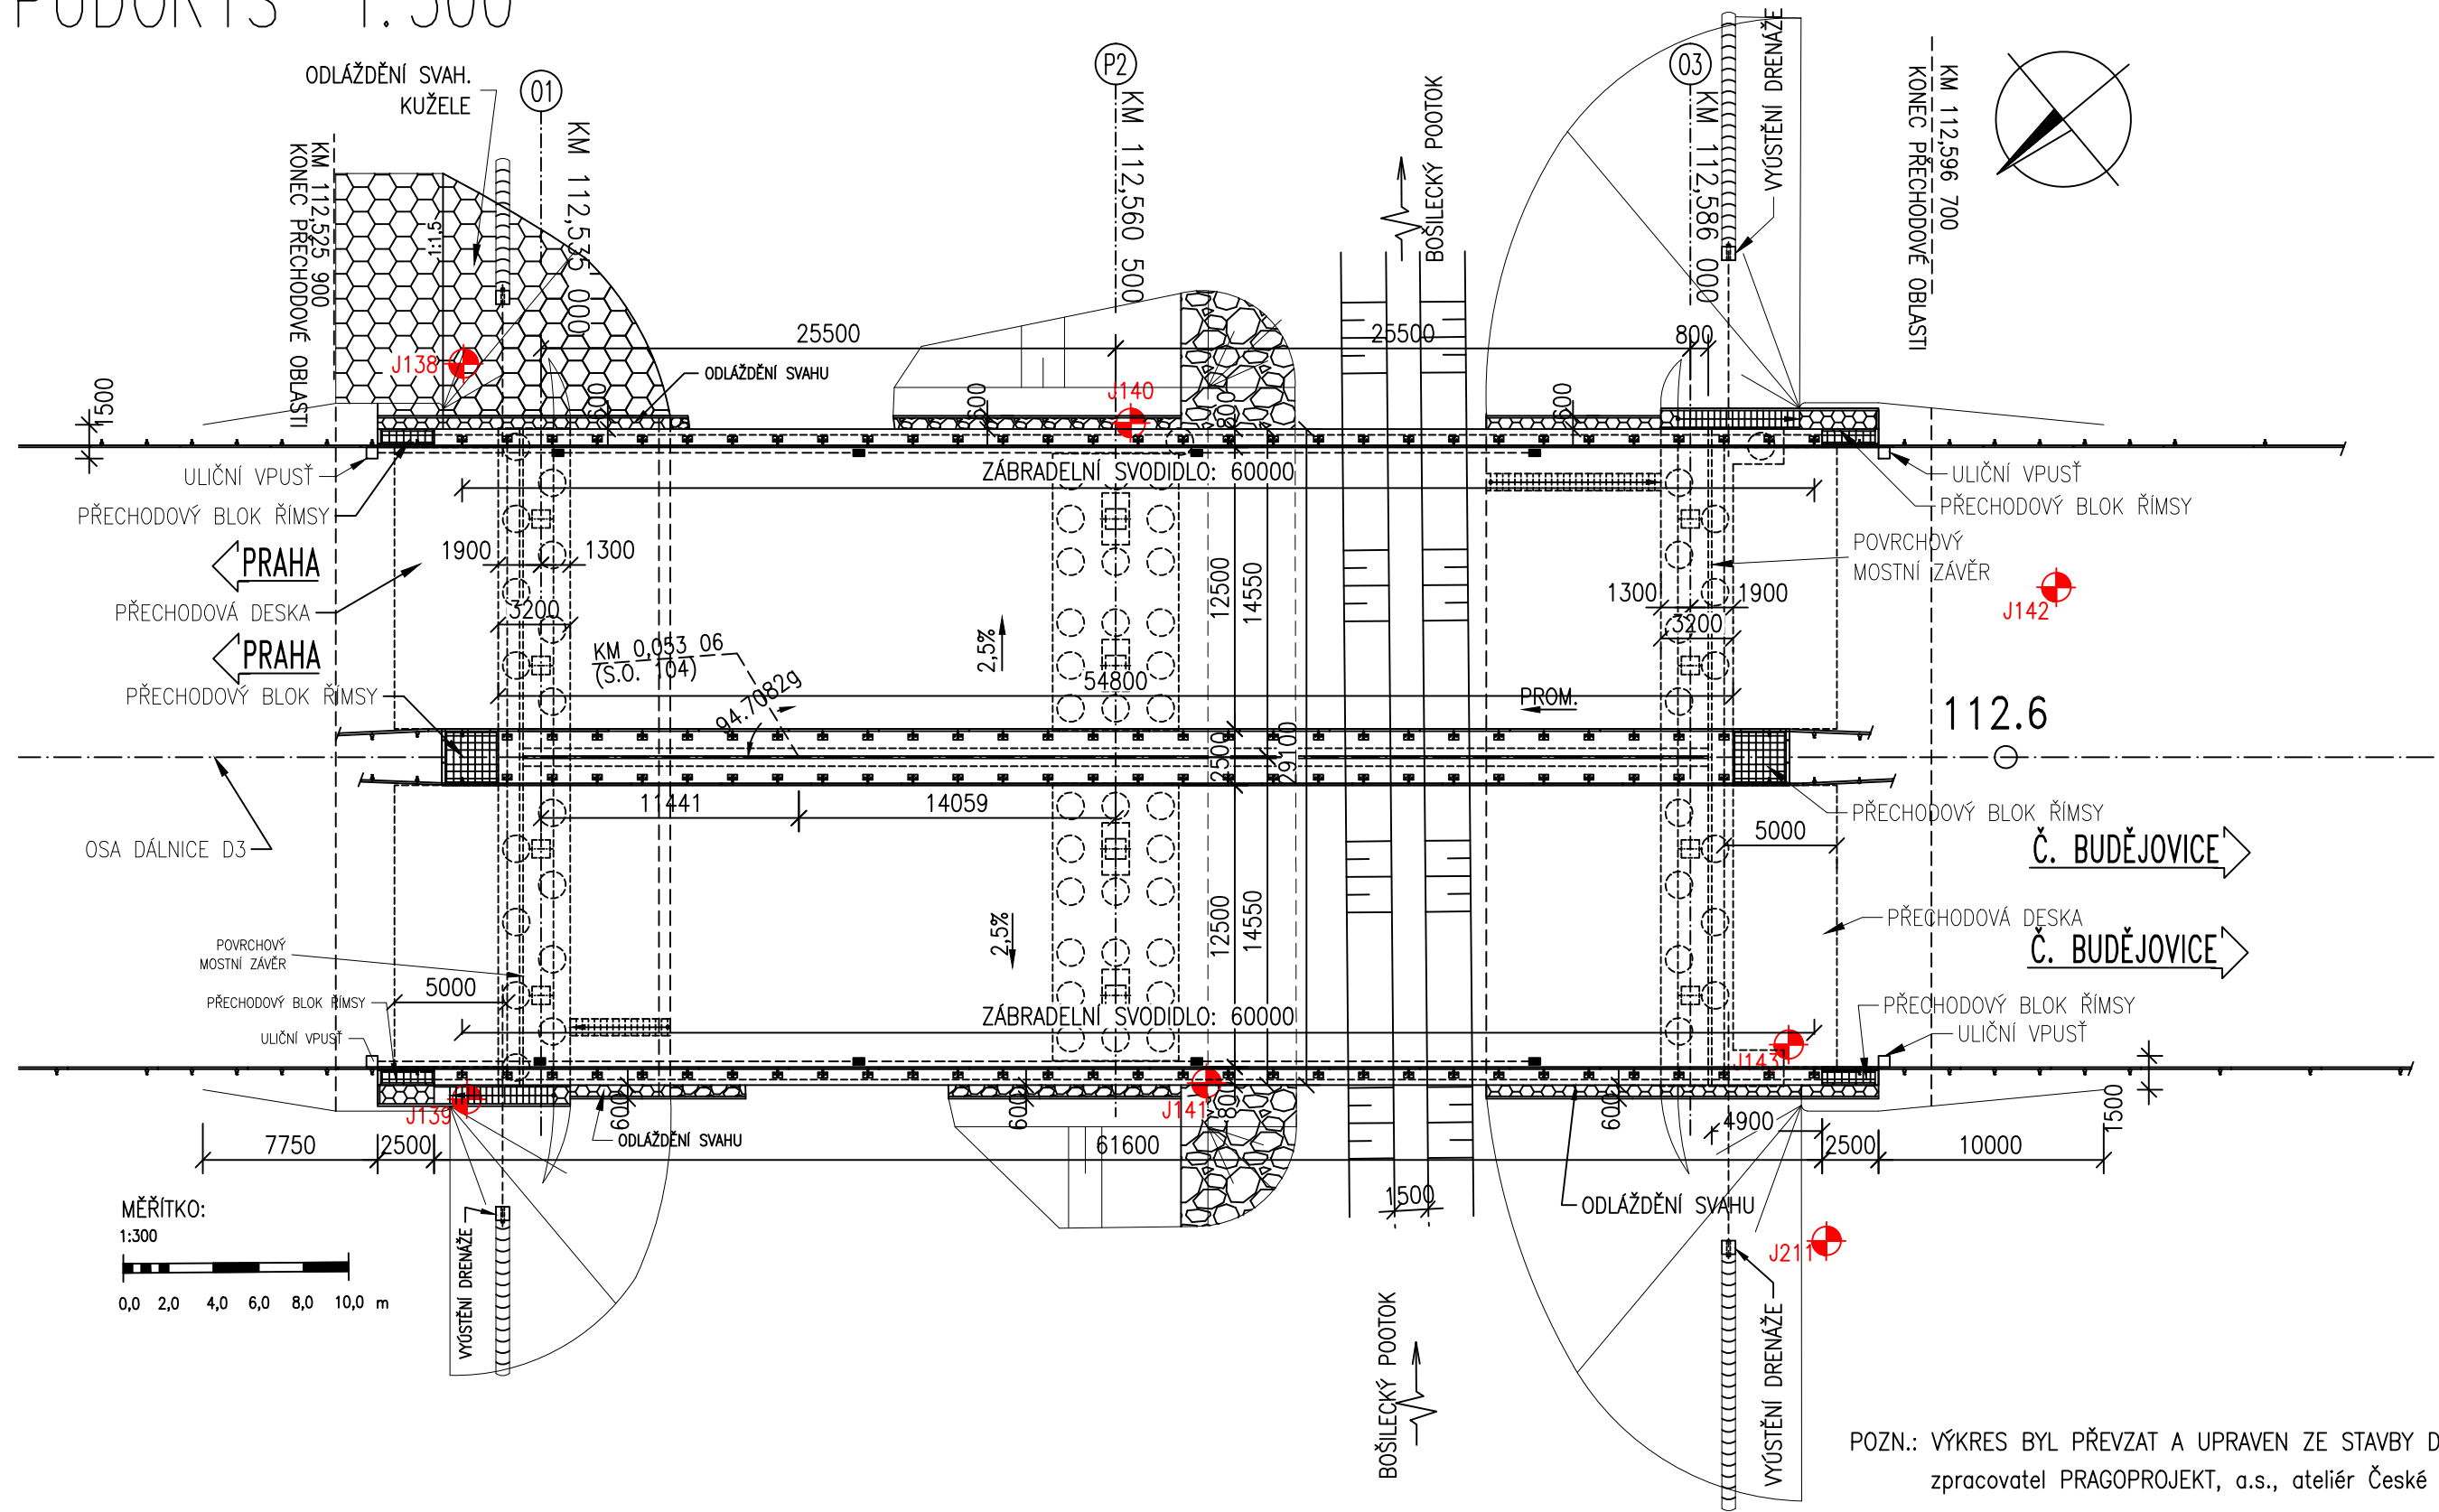 PŮDORYS 1:300
ODLÁŽDĚNÍ SVAH.
KUŽELE
01
P2
03
KM 112,525 900
KONEC PŘECHODOVÉ OBLASTI
KM 112,535 000
KM 112,560 500
BOŠILECKÝ POOTOK
KM 112,586 000
VYÚSTĚNÍ DRENÁŽE
KM 112,596 700
KONEC PŘECHODOVÉ OBLASTI
1:1,5
25500
25500
800
J138
ODLÁŽDĚNÍ SVAHU
J140
1500
600
600
800
600
ULIČNÍ VPUSŤ
ZÁBRADELNÍ SVODIDLO: 60000
ULIČNÍ VPUSŤ
PŘECHODOVÝ BLOK ŘÍMSY
PŘECHODOVÝ BLOK ŘÍMSY
PRAHA
1900
1300
POVRCHOVÝ
MOSTNÍ ZÁVĚR
PŘECHODOVÁ DESKA
3200
12500
14550
1300
1900
J142
PRAHA
KM 0,053 06
(S.O. 104)
2,5%
3200
PŘECHODOVÝ BLOK ŘÍMSY
54800
PROM.
94.7082g
112.6
2500
29100
11441
14059
PŘECHODOVÝ BLOK ŘÍMSY
OSA DÁLNICE D3
5000
Č. BUDĚJOVICE
POVRCHOVÝ
MOSTNÍ ZÁVĚR
2,5%
12500
14550
PŘECHODOVÁ DESKA
Č. BUDĚJOVICE
5000
PŘECHODOVÝ BLOK ŘÍMSY
ZÁBRADELNÍ SVODIDLO: 60000
PŘECHODOVÝ BLOK ŘÍMSY
ULIČNÍ VPUSŤ
ULIČNÍ VPUSŤ
J143
J139
600
600
J141
800
600
4900
1500
ODLÁŽDĚNÍ SVAHU
7750
2500
61600
2500
10000
1500
ODLÁŽDĚNÍ SVAHU
MĚŘÍTKO:
1:300
0,0 2,0 4,0 6,0 8,0 10,0 m
VYÚSTĚNÍ DRENÁŽE
J211
BOŠILECKÝ POOTOK
VYÚSTĚNÍ DRENÁŽE
POZN.: VÝKRES BYL PŘEVZAT A UPRAVEN ZE STAVBY D
zpracovatel PRAGOPROJEKT, a.s., ateliér České